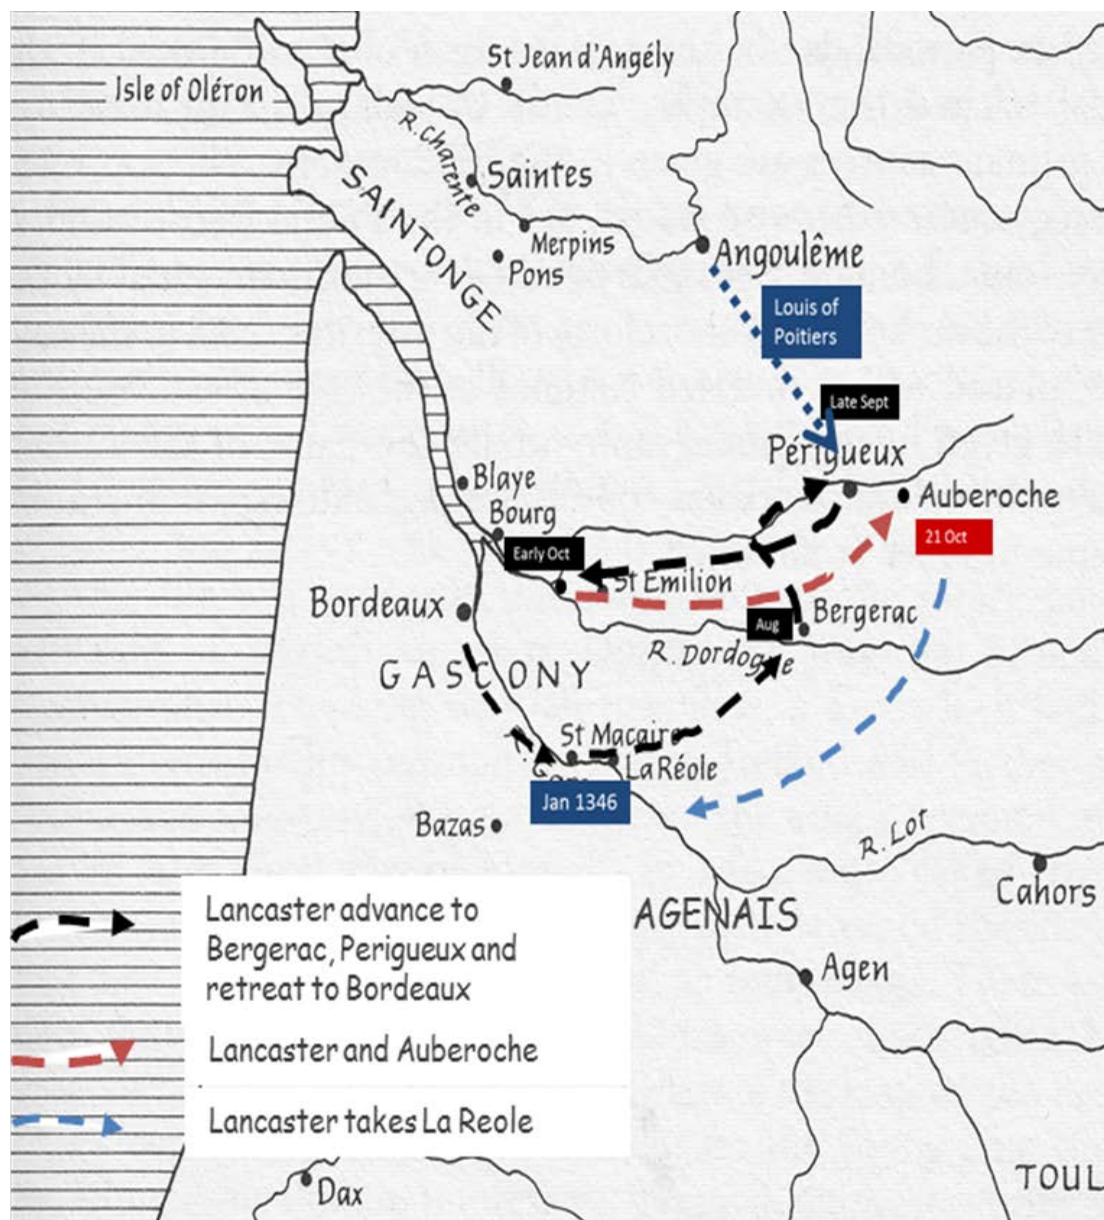 St Jean d'Angély
Isle of Oléron
R. Charente
Saintes
SAINTONGE
Merpins
Pons
Angoulême
Louis of
Poitiers
Late Sept
Périgueux
Blaye
Auberoche
Bourg
21 Oct
Early Oct
St Emilion
Bordeaux
Aug
Bergerac
R. Dordogne
GASCONY
St Macaire
La Réole
Jan 1346
Bazas
R. Lot
Cahors
Lancaster advance to
Bergerac, Perigueux and
retreat to Bordeaux
AGENAIS
Agen
Lancaster and Auberoche
Lancaster takes La Reole
Dax
TOUL